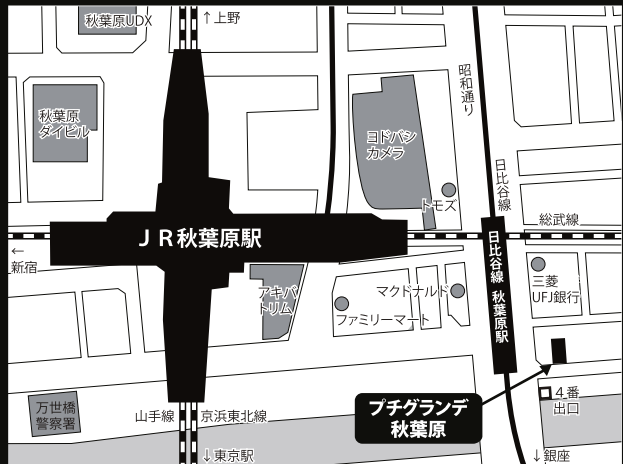 秋葉原UDX
↑上野
昭和通り
秋葉原
ダイビル
ヨドバシ
カメラ
トモズ
日比谷線
総武線
JR秋葉原駅
←
新宿
日比谷線 秋葉原駅
アキバ
トリム
ファミリーマート
マクドナルド
三菱
UFJ銀行
万世橋
警察署
山手線
京浜東北線
プチグランデ
秋葉原
4番
出口
↓東京駅
↓銀座